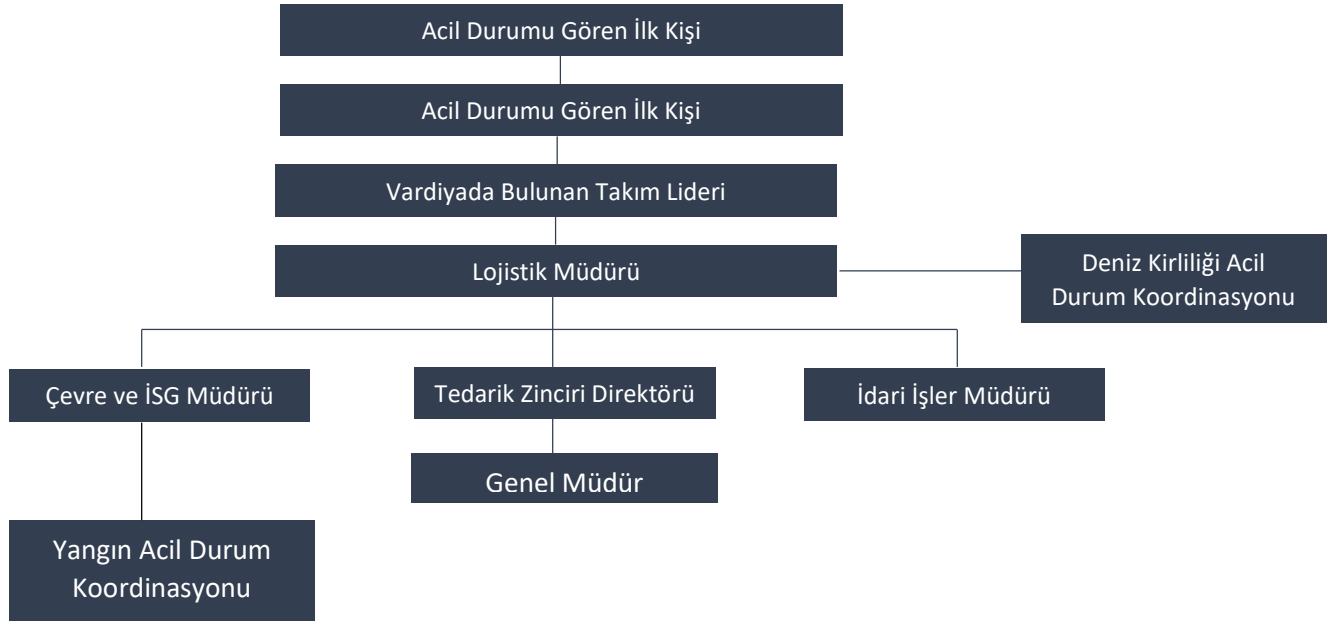 Acil Durumu Gören İlk Kişi
Acil Durumu Gören İlk Kişi
Vardiyada Bulunan Takım Lideri
Lojistik Müdürü
Deniz Kirliliği Acil
Durum Koordinasyonu
Çevre ve İSG Müdürü
Tedarik Zinciri Direktörü
İdari İşler Müdürü
Genel Müdür
Yangın Acil Durum
Koordinasyonu